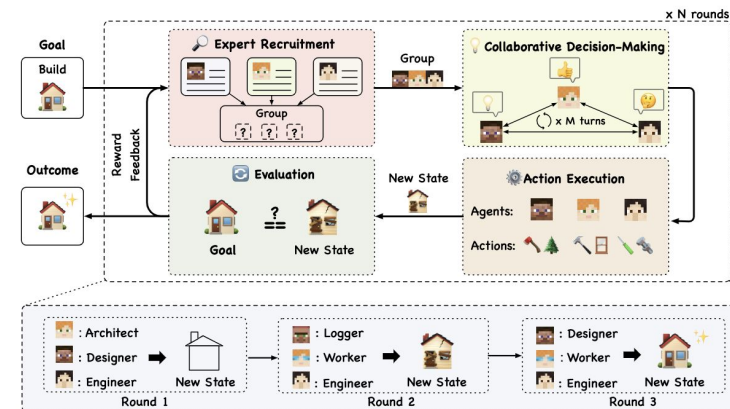 x N rounds
Goal
Build
Expert Recruitment
Group
? ? ?
Group
Collaborative Decision-Making
x M turns
Reward
Feedback
Outcome
Evaluation
?
==
Goal
New State
New State
Action Execution
Agents:
Actions:
: Architect
: Designer
: Engineer
New State
Round 1
: Logger
: Worker
: Engineer
New State
Round 2
: Designer
: Worker
: Engineer
New State
Round 3